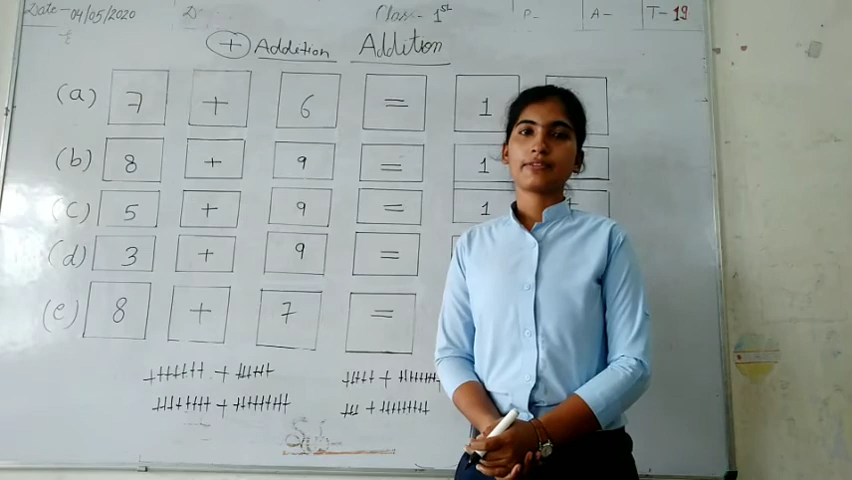 Date - 04/05/2020 Class - 1st P- A- T- 19
+ Addition Addition
(a) 7 + 6 = 1
(b) 8 + 9 = 1
(c) 5 + 9 = 1
(d) 3 + 9 =
(e) 8 + 7 =